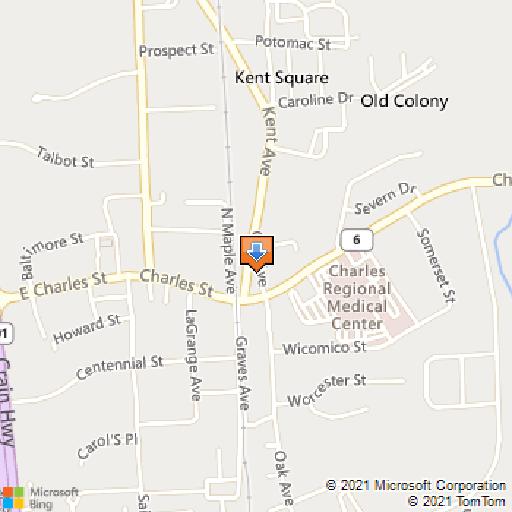 Potomac St
Prospect St
Kent Square
Caroline Dr
Old Colony
Kent Ave
Talbot St
Ch
Severn Dr
N Maple Ave
Baltimore St
6
Somerset St
E Charles St
Charles St
Charles
Regional
Medical
Center
Howard St
LaGrange Ave
01
Graves Ave
Wicomico St
Crain Hwy
Centennial St
Worcester St
Carol'S Pl
Oak Ave
Sai
Microsoft
Bing
© 2021 Microsoft Corporation
© 2021 TomTom